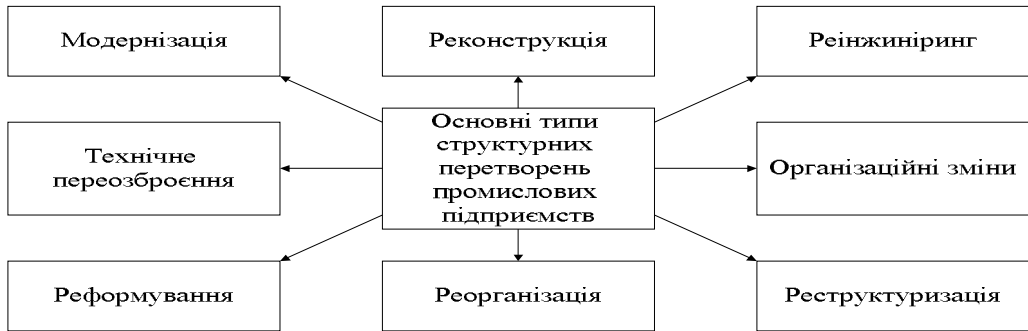 Модернізація
Реконструкція
Реінжиніринг
Технічне
переозброєння
Основні типи
структурних
перетворень
промислових
підприємств
Організаційні зміни
Реформування
Реорганізація
Реструктуризація